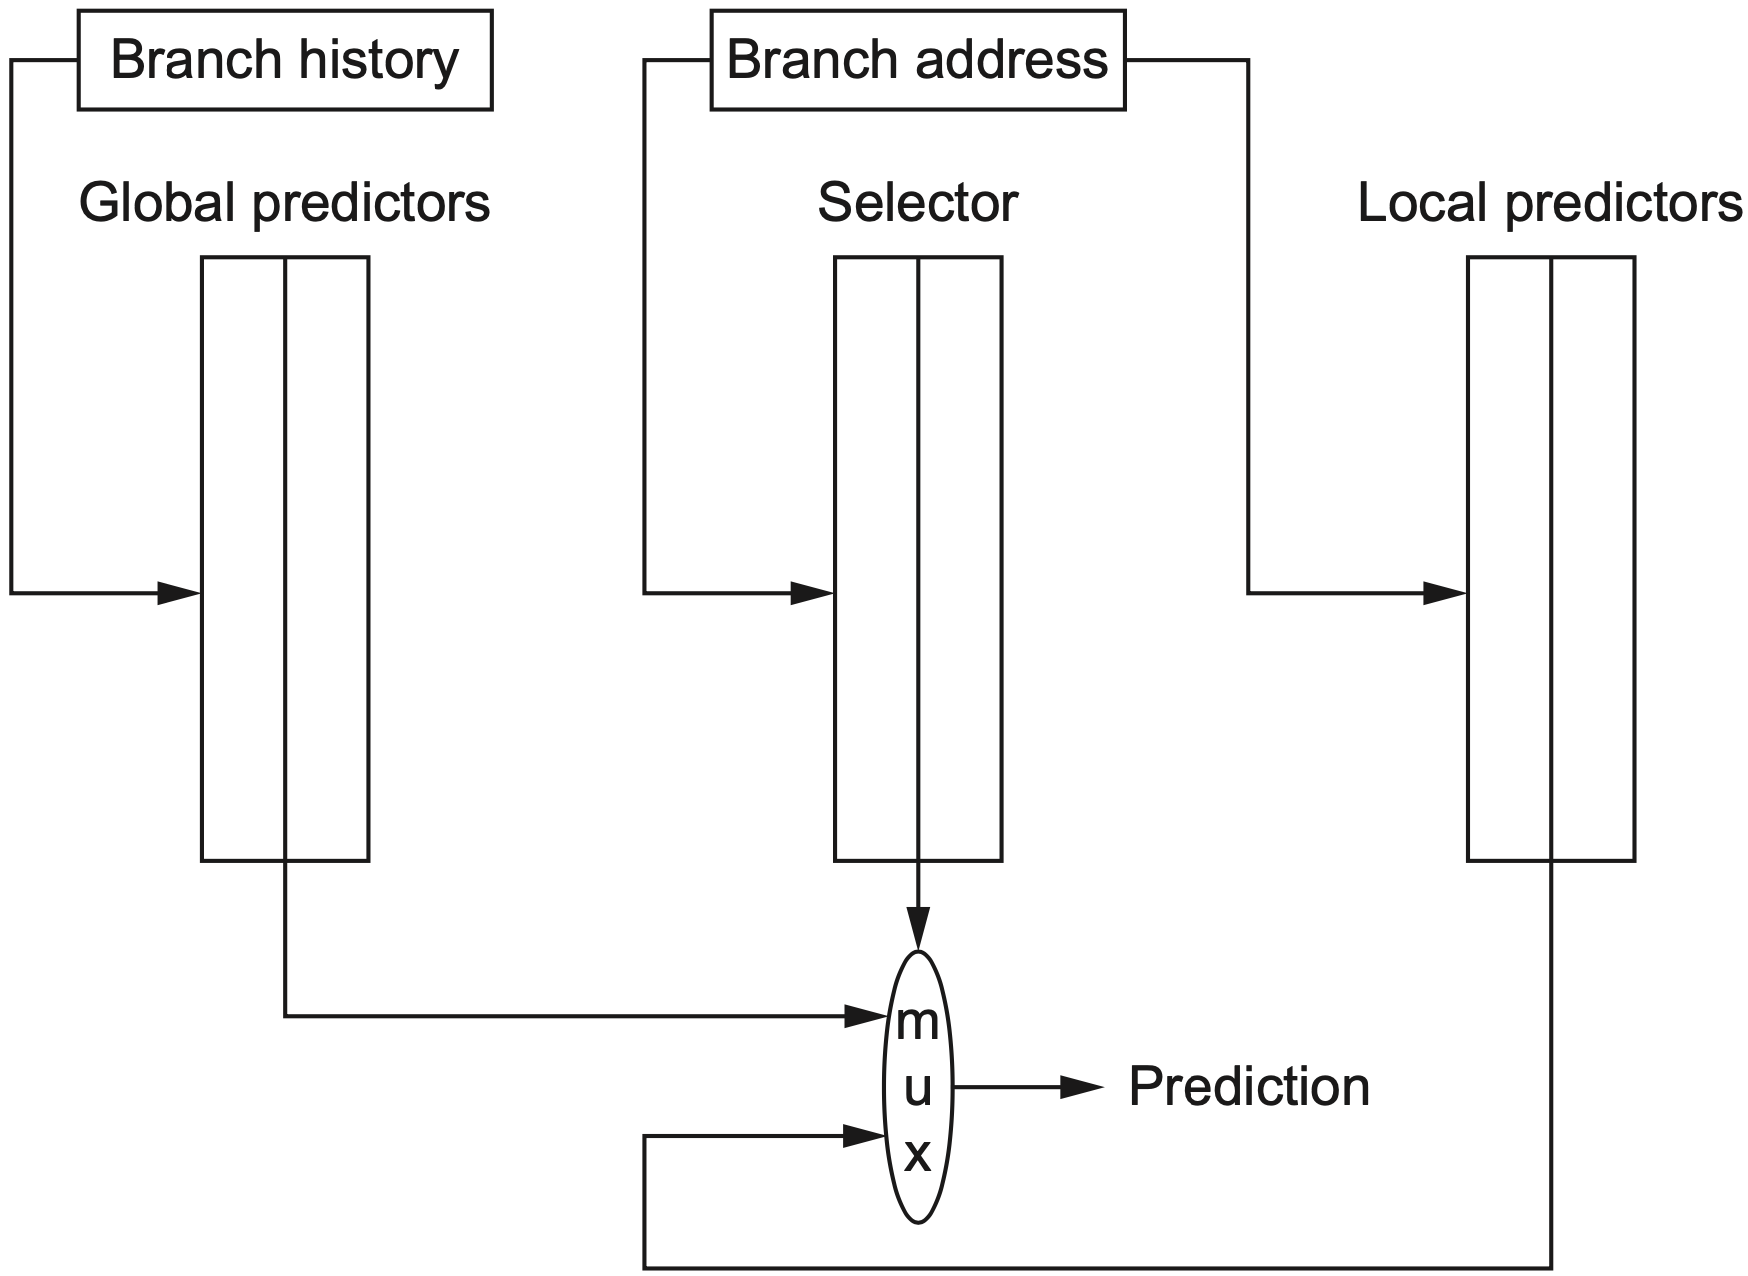 Branch history
Branch address
Global predictors
Selector
Local predictors
m
u
x
Prediction